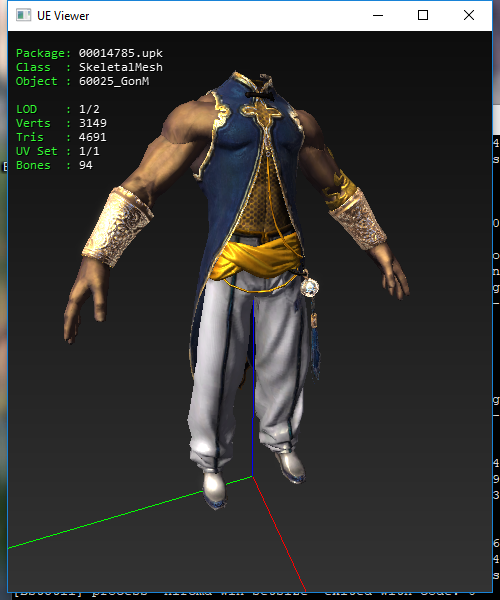 UE Viewer
Package: 00014785.upk
Class : SkeletalMesh
Object : 60025_GonM
LOD : 1/2
Verts : 3149
Tris : 4691
UV Set : 1/1
Bones : 94